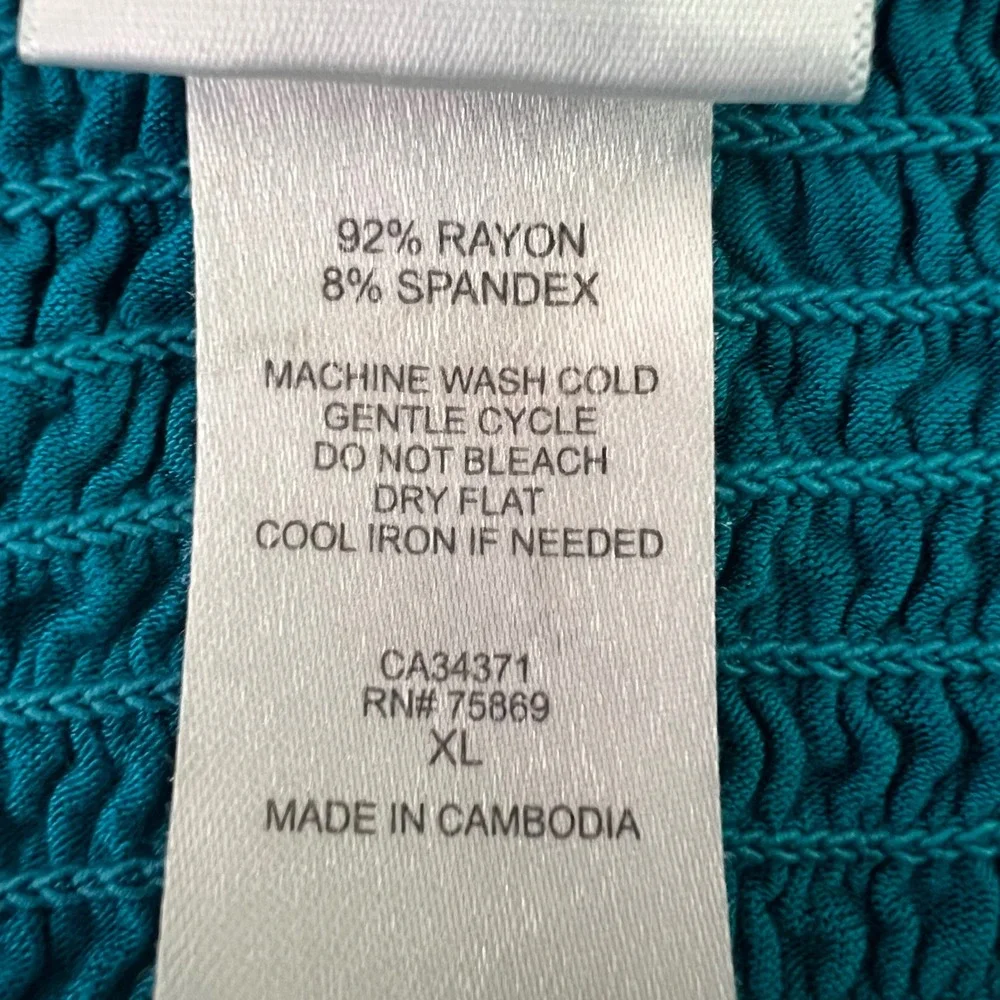 92% RAYON
8% SPANDEX
MACHINE WASH COLD
GENTLE CYCLE
DO NOT BLEACH
DRY FLAT
COOL IRON IF NEEDED
CA34371
RN# 75869
XL
MADE IN CAMBODIA